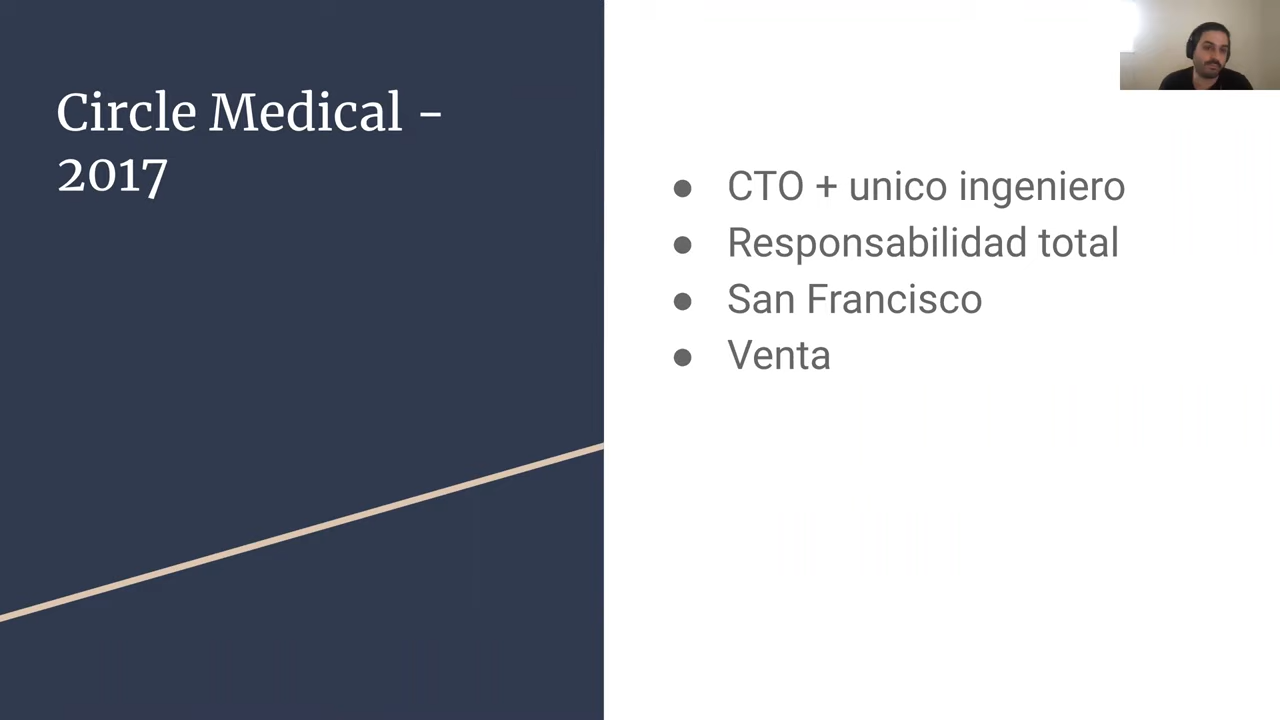 Circle Medical -
2017
● CTO + unico ingeniero
● Responsabilidad total
● San Francisco
● Venta